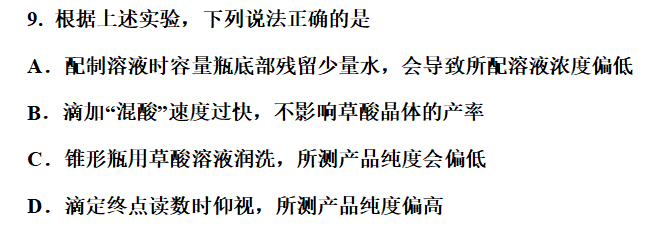 9. 根据上述实验，下列说法正确的是
A．配制溶液时容量瓶底部残留少量水，会导致所配溶液浓度偏低
B．滴加“混酸”速度过快，不影响草酸晶体的产率
C．锥形瓶用草酸溶液润洗，所测产品纯度会偏低
D．滴定终点读数时仰视，所测产品纯度偏高